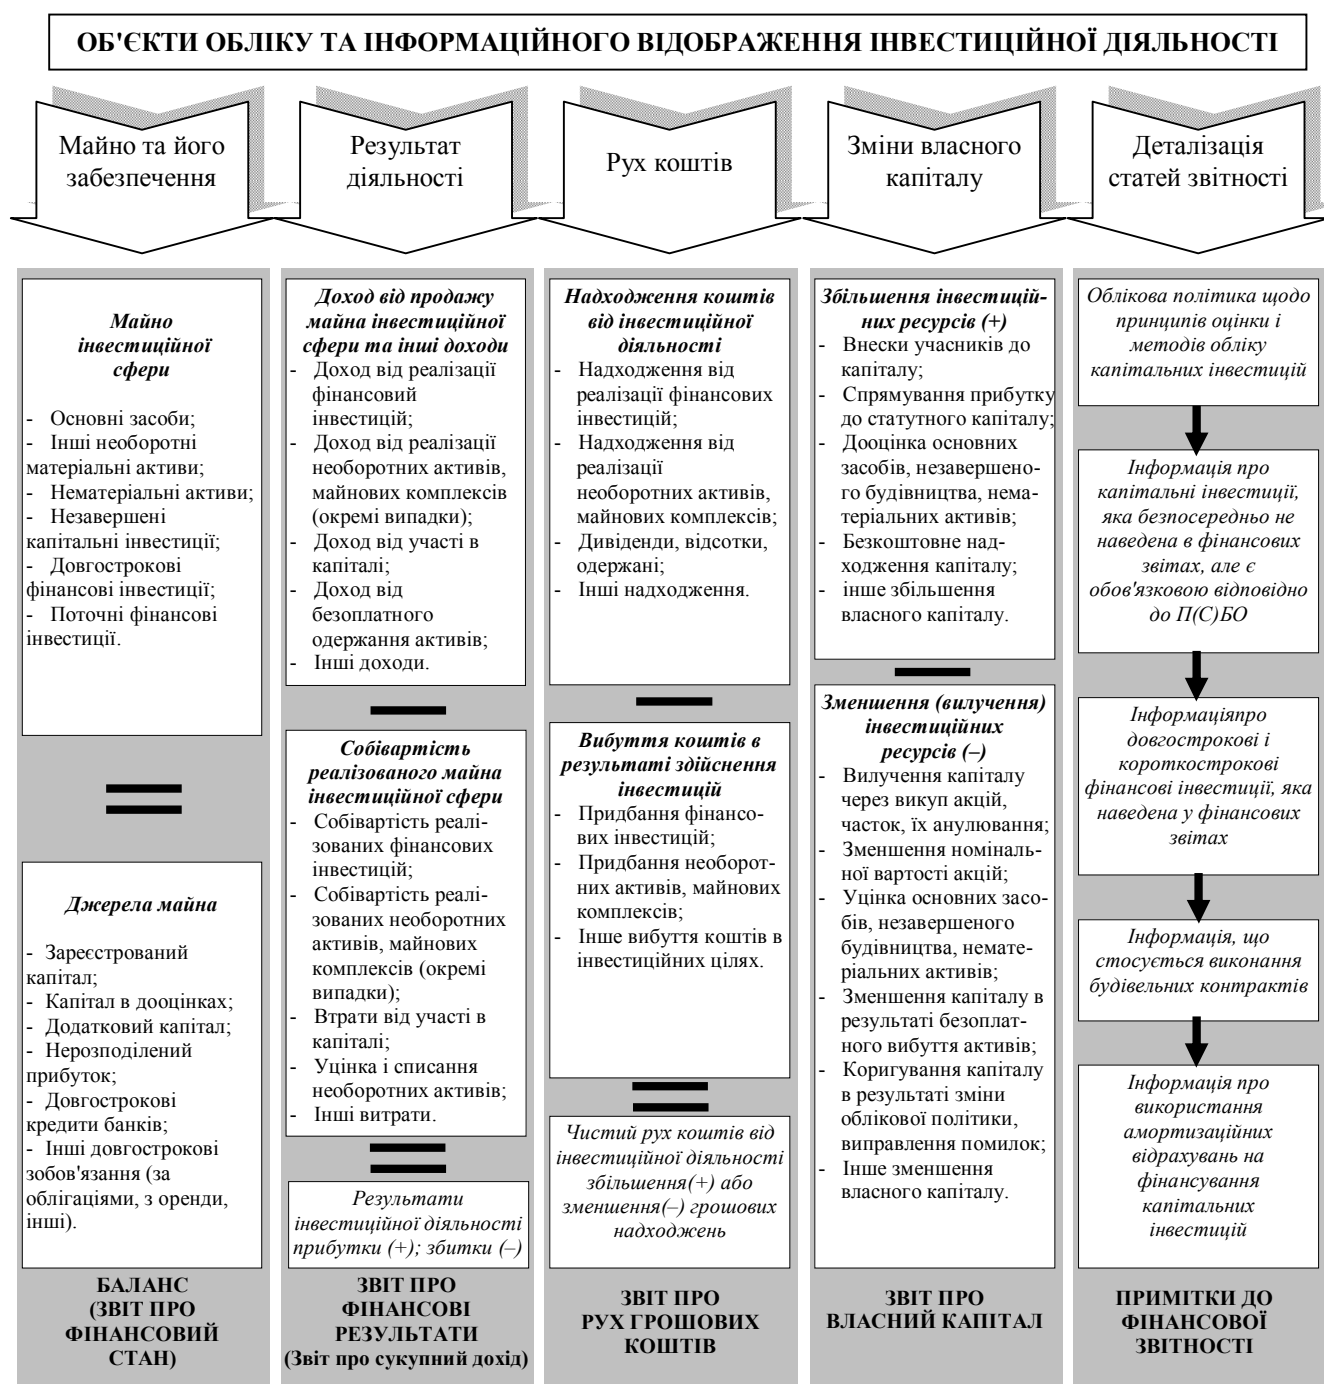 ОБ'ЄКТИ ОБЛІКУ ТА ІНФОРМАЦІЙНОГО ВІДОБРАЖЕННЯ ІНВЕСТИЦІЙНОЇ ДІЯЛЬНОСТІ
Майно та його
забезпечення
Результат
діяльності
Рух коштів
Зміни власного
капіталу
Деталізація
статей звітності
Майно
інвестиційної
сфери
- Основні засоби;
- Інші необоротні
матеріальні активи;
- Нематеріальні активи;
- Незавершені
капітальні інвестиції;
- Довгострокові
фінансові інвестиції;
- Поточні фінансові
інвестиції.
Джерела майна
- Зареєстрований
капітал;
- Капітал в дооцінках;
- Додатковий капітал;
- Нерозподілений
прибуток;
- Довгострокові
кредити банків;
- Інші довгострокові
зобов'язання (за
облігаціями, з оренди,
інші).
БАЛАНС
(ЗВІТ ПРО
ФІНАНСОВИЙ
СТАН)
Доход від продажу
майна інвестиційної
сфери та інші доходи
- Доход від реалізації
фінансовий
інвестицій;
- Доход від реалізації
необоротних активів,
майнових комплексів
(окремі випадки);
- Доход від участі в
капіталі;
- Доход від
безоплатного
одержання активів;
- Інші доходи.
Собівартість
реалізованого майна
інвестиційної сфери
- Собівартість реалі-
зованих фінансових
інвестицій;
- Собівартість реалі-
зованих необоротних
активів, майнових
комплексів (окремі
випадки);
- Втрати від участі в
капіталі;
- Уцінка і списання
необоротних активів;
- Інші витрати.
Результати
інвестиційної діяльності
прибутки (+); збитки (–)
ЗВІТ ПРО
ФІНАНСОВІ
РЕЗУЛЬТАТИ
(Звіт про сукупний дохід)
Надходження коштів
від інвестиційної
діяльності
- Надходження від
реалізації фінансових
інвестицій;
- Надходження від
реалізації
необоротних активів,
майнових комплексів;
- Дивіденди, відсотки,
одержані;
- Інші надходження.
Вибуття коштів в
результаті здійснення
інвестицій
- Придбання фінансо-
вих інвестицій;
- Придбання необорот-
них активів, майнових
комплексів;
- Інше вибуття коштів в
інвестиційних цілях.
Чистий рух коштів від
інвестиційної діяльності
збільшення(+) або
зменшення(–) грошових
надходжень
ЗВІТ ПРО
РУХ ГРОШОВИХ
КОШТІВ
Збільшення інвестицій-
них ресурсів (+)
- Внески учасників до
капіталу;
- Спрямування прибутку
до статутного капіталу;
- Дооцінка основних
засобів, незавершено-
го будівництва, нема-
теріальних активів;
- Безкоштовне над-
ходження капіталу;
- інше збільшення
власного капіталу.
Зменшення (вилучення)
інвестиційних
ресурсів (–)
- Вилучення капіталу
через викуп акцій,
часток, їх анулювання;
- Зменшення номіналь-
ної вартості акцій;
- Уцінка основних засо-
бів, незавершеного
будівництва, немате-
ріальних активів;
- Зменшення капіталу в
результаті безоплат-
ного вибуття активів;
- Коригування капіталу
в результаті зміни
облікової політики,
виправлення помилок;
- Інше зменшення
власного капіталу.
ЗВІТ ПРО
ВЛАСНИЙ КАПІТАЛ
Облікова політика щодо
принципів оцінки і
методів обліку
капітальних інвестицій
Інформація про
капітальні інвестиції,
яка безпосередньо не
наведена в фінансових
звітах, але є
обов'язковою відповідно
до П(С)БО
Інформаціяпро
довгострокові і
короткострокові
фінансові інвестиції, яка
наведена у фінансових
звітах
Інформація, що
стосується виконання
будівельних контрактів
Інформація про
використання
амортизаційних
відрахувань на
фінансування
капітальних
інвестицій
ПРИМІТКИ ДО
ФІНАНСОВОЇ
ЗВІТНОСТІ